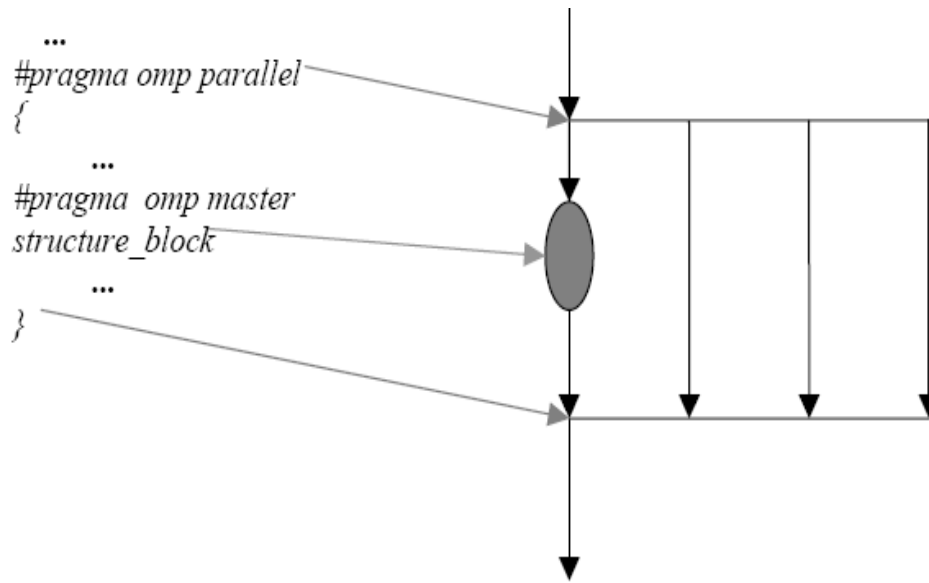 ...
#pragma omp parallel
{
...
#pragma omp master
structure_block
...
}